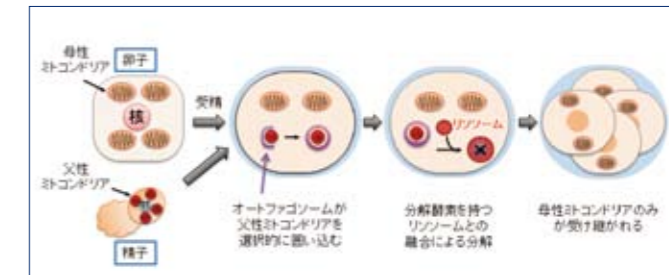 母性
ミトコンドリア
卵子
核
受精
父性
ミトコンドリア
核
精子
オートファゴソームが
父性ミトコンドリアを
選択的に囲い込む
リソソーム
分解酵素を持つ
リソソームとの
融合による分解
母性ミトコンドリアのみ
が受け継がれる